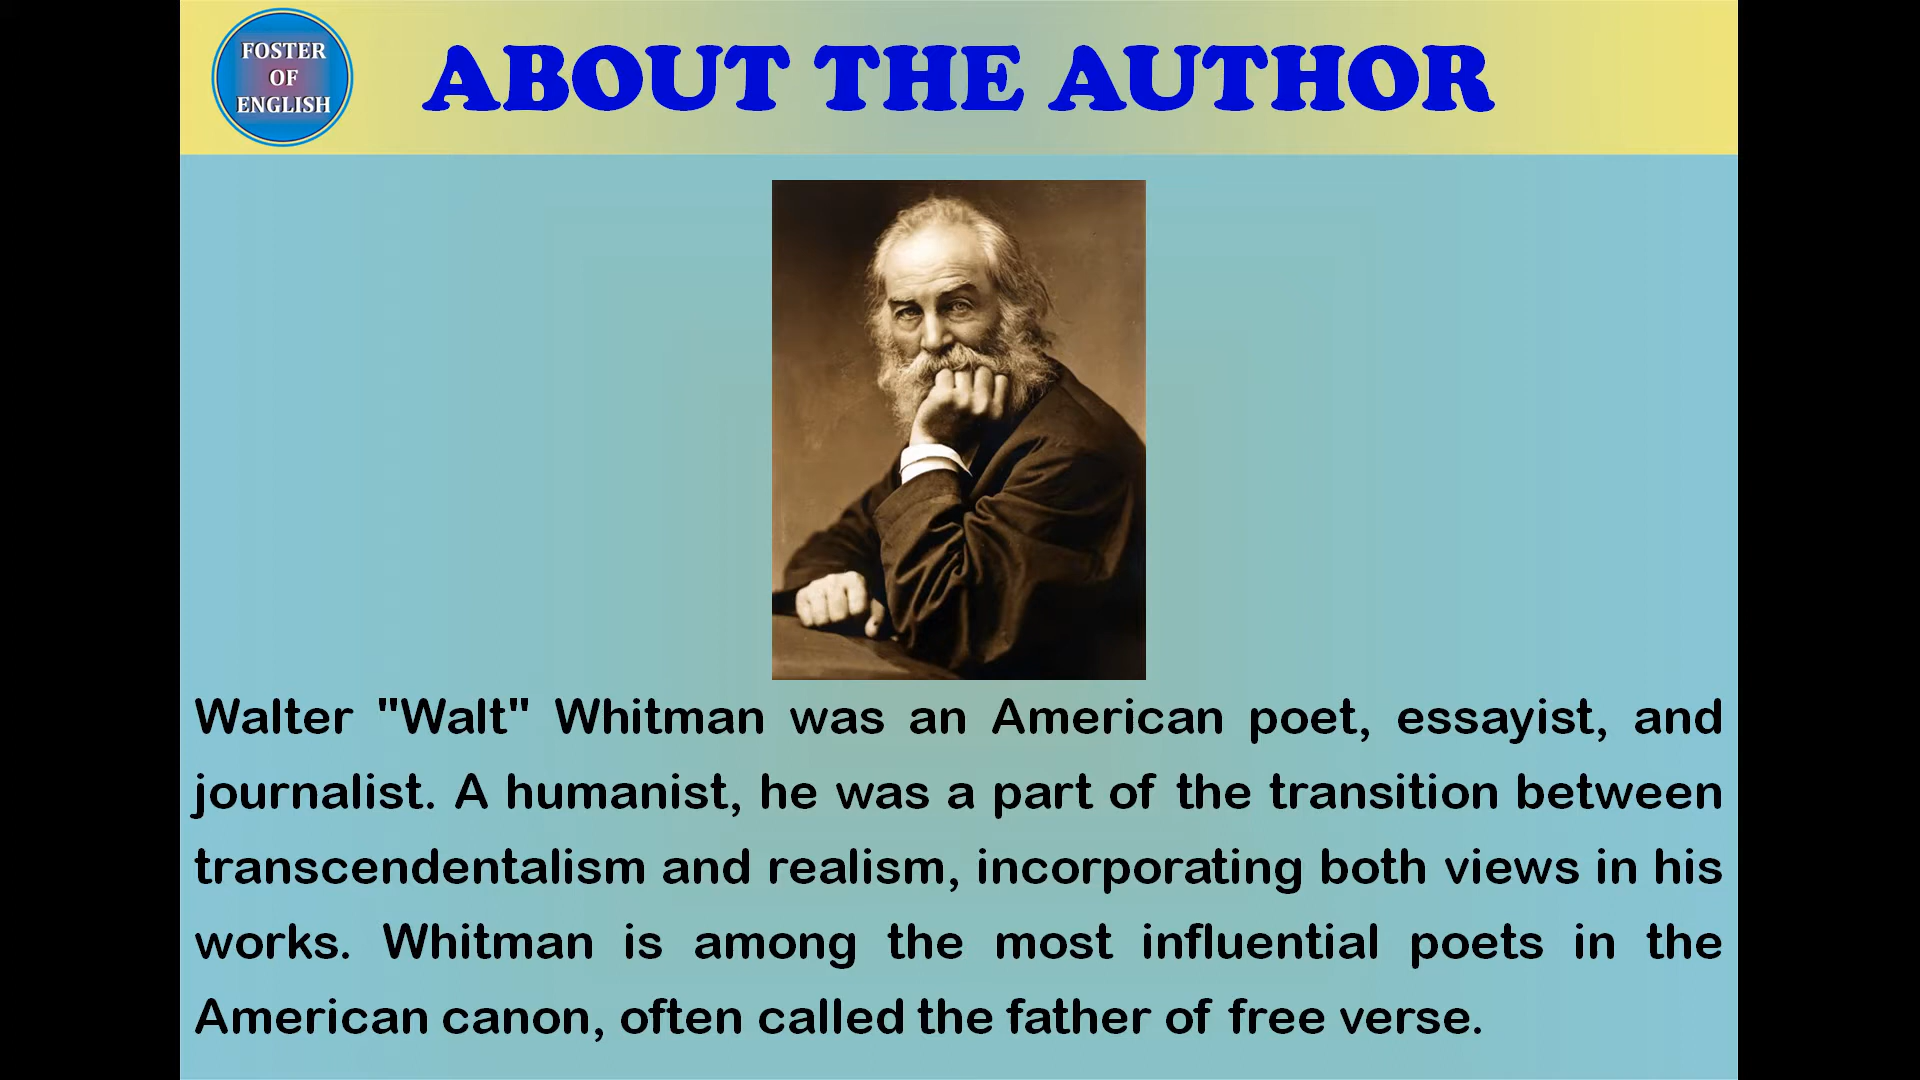 FOSTER
OF
ENGLISH
ABOUT THE AUTHOR
Walter "Walt" Whitman was an American poet, essayist, and
journalist. A humanist, he was a part of the transition between
transcendentalism and realism, incorporating both views in his
works. Whitman is among the most influential poets in the
American canon, often called the father of free verse.